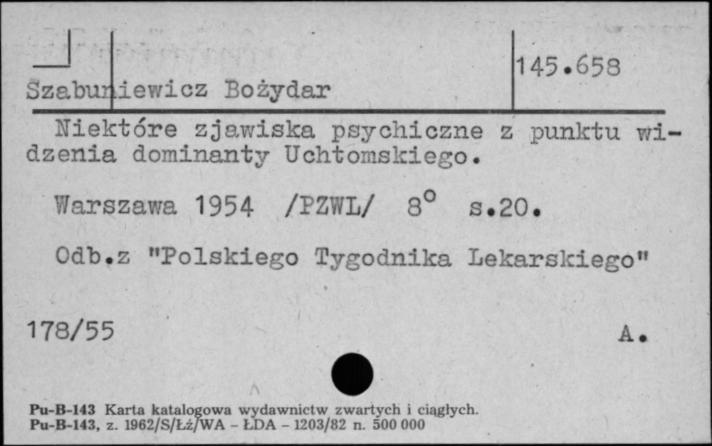 145.658
Szabuniewicz Bożydar
Niektóre zjawiska psychiczne z punktu wi-
dzenia dominanty Uchtomskiego.
Warszawa 1954 /PZWL/ 8° s.20.
Odb.z "Polskiego Tygodnika Lekarskiego"
178/55 A.
Pu-B-143 Karta katalogowa wydawnictw zwartych i ciągłych.
Pu-B-143, z. 1962/S/Łź/WA - ŁDA - 1203/82 n. 500 000